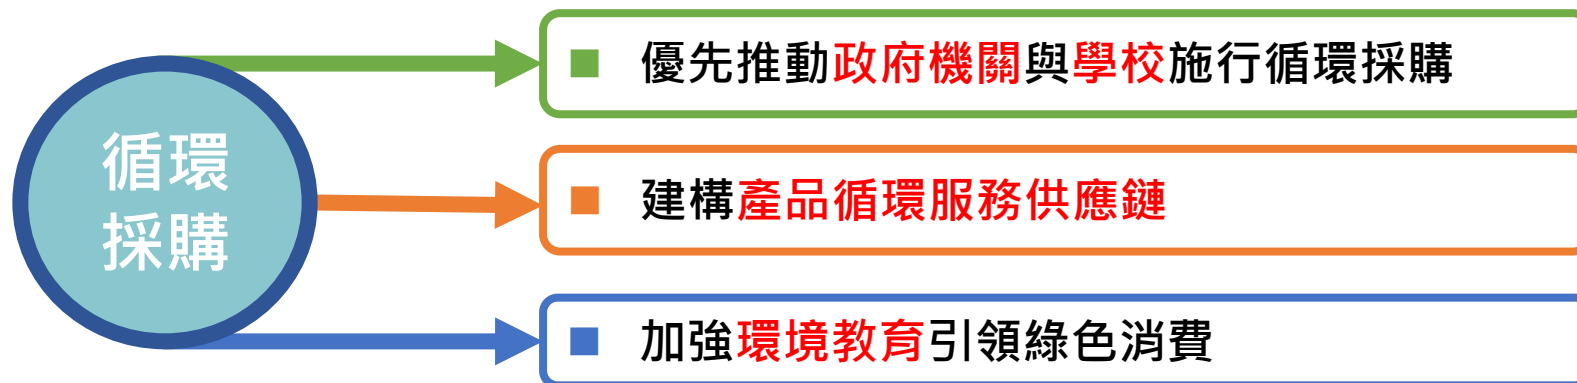 循環
採購
■ 優先推動政府機關與學校施行循環採購
■ 建構產品循環服務供應鏈
■ 加強環境教育引領綠色消費